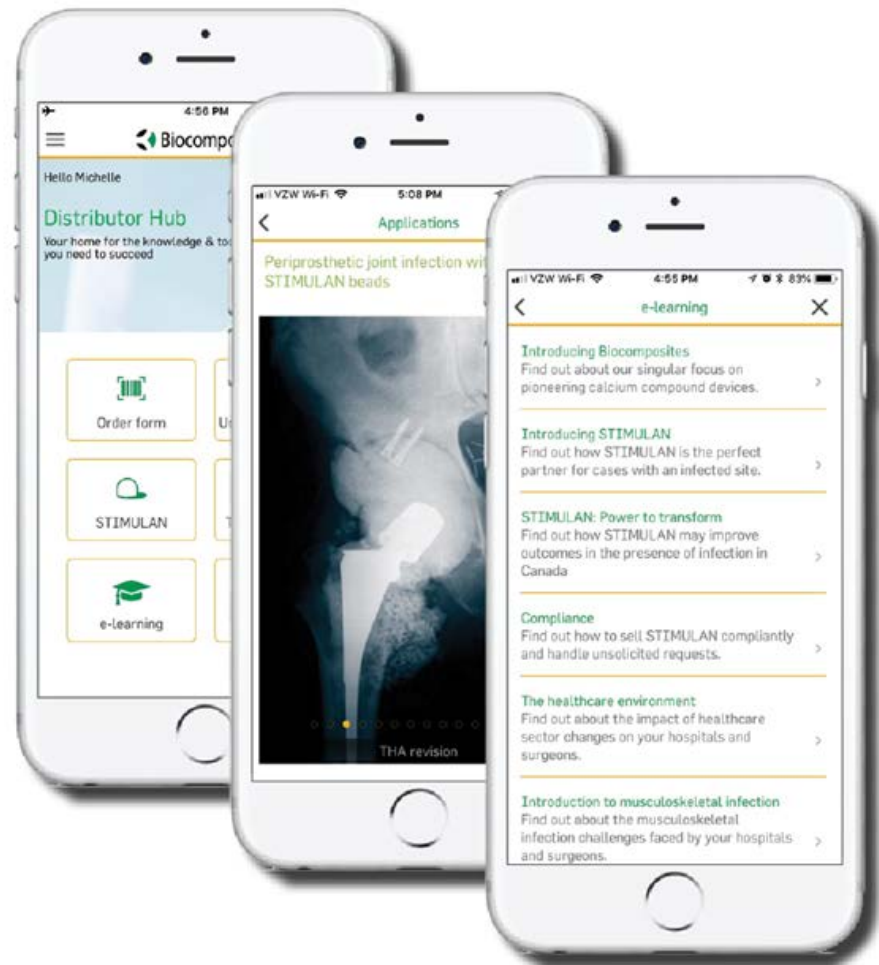 4:56 PM
Biocompo
Hello Michelle
Distributor Hub
Your home for the knowledge & to
you need to succeed
Order form
STIMULAN
e-learning
VZW Wi-Fi 5:08 PM
Applications
Periprosthetic joint infection wit
STIMULAN beads
THA revision
VZW Wi-Fi 4:55 PM 83%
e-learning
Introducing Biocomposites
Find out about our singular focus on
pioneering calcium compound devices.
Introducing STIMULAN
Find out how STIMULAN is the perfect
partner for cases with an infected site.
STIMULAN: Power to transform
Find out how STIMULAN may improve
outcomes in the presence of infection in
Canada
Compliance
Find out how to sell STIMULAN compliantly
and handle unsolicited requests.
The healthcare environment
Find out about the impact of healthcare
sector changes on your hospitals and
surgeons.
Introduction to musculoskeletal infection
Find out about the musculoskeletal
infection challenges faced by your hospitals
and surgeons.